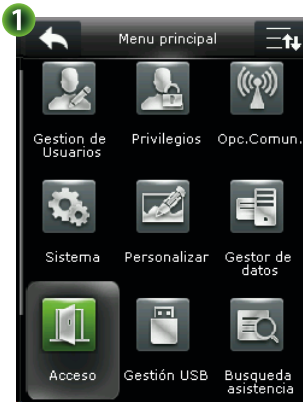 1
Menu principal
Gestion de
Usuarios
Privilegios
Opc.Comun.
Sistema
Personalizar
Gestor de
datos
Acceso
Gestión USB
Busqueda
asistencia